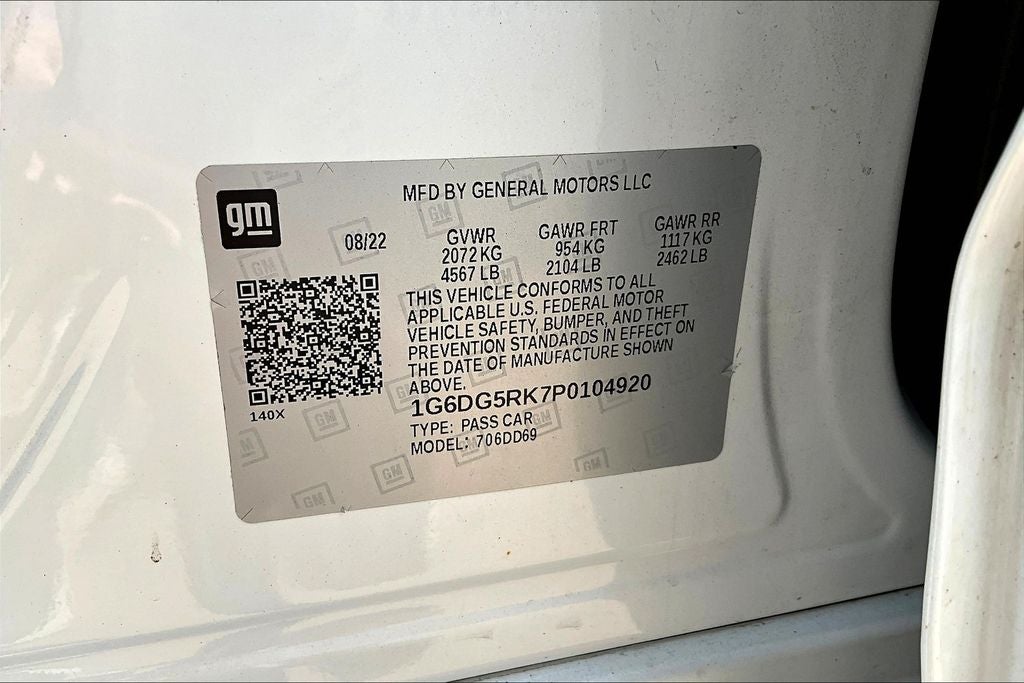 MFD BY GENERAL MOTORS LLC
gm
08/22
GVWR
2072 KG
4567 LB
GAWR FRT
954 KG
2104 LB
GAWR RR
1117 KG
2462 LB
THIS VEHICLE CONFORMS TO ALL
APPLICABLE U.S. FEDERAL MOTOR
VEHICLE SAFETY, BUMPER, AND THEFT
PREVENTION STANDARDS IN EFFECT ON
THE DATE OF MANUFACTURE SHOWN
ABOVE.
140X
1G6DG5RK7P0104920
TYPE: PASS CAR
MODEL: 706DD69